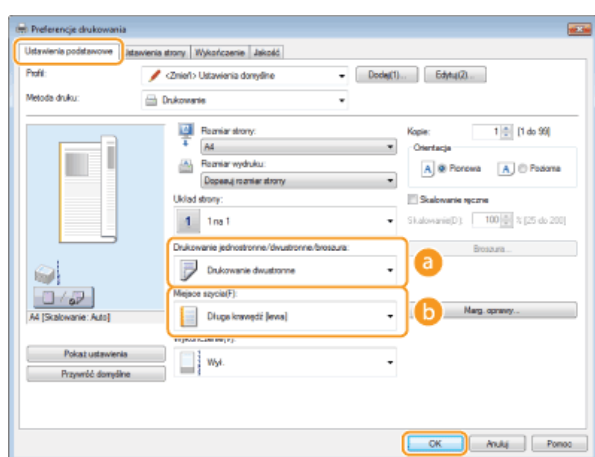 Preferencje drukowania
Ustawienia podstawowe Ustawienia strony Wykończenie Jakość
Profil: <Zmień> Ustawienia domyślne Dodaj(1)... Edytuj(2)...
Metoda druku: Drukowanie
Rozmiar strony: Kopie: 1 [1 do 99]
A4 Orientacja
Rozmiar wydruku: A Pionowa A Pozioma
Dopasuj rozmiar strony
Układ strony: Skalowanie ręczne
1 1 na 1 Skalowanie(D): 100 % [25 do 200]
Drukowanie jednostronne/dwustronne/broszura: Broszura...
Drukowanie dwustronne a
Miejsce szycia(F):
Długa krawędź [lewa] b Marg. oprawy...
A4 [Skalowanie: Auto]
Wykończenie(Y):
Pokaż ustawienia Wył.
Przywróć domyślne
OK Anuluj Pomoc